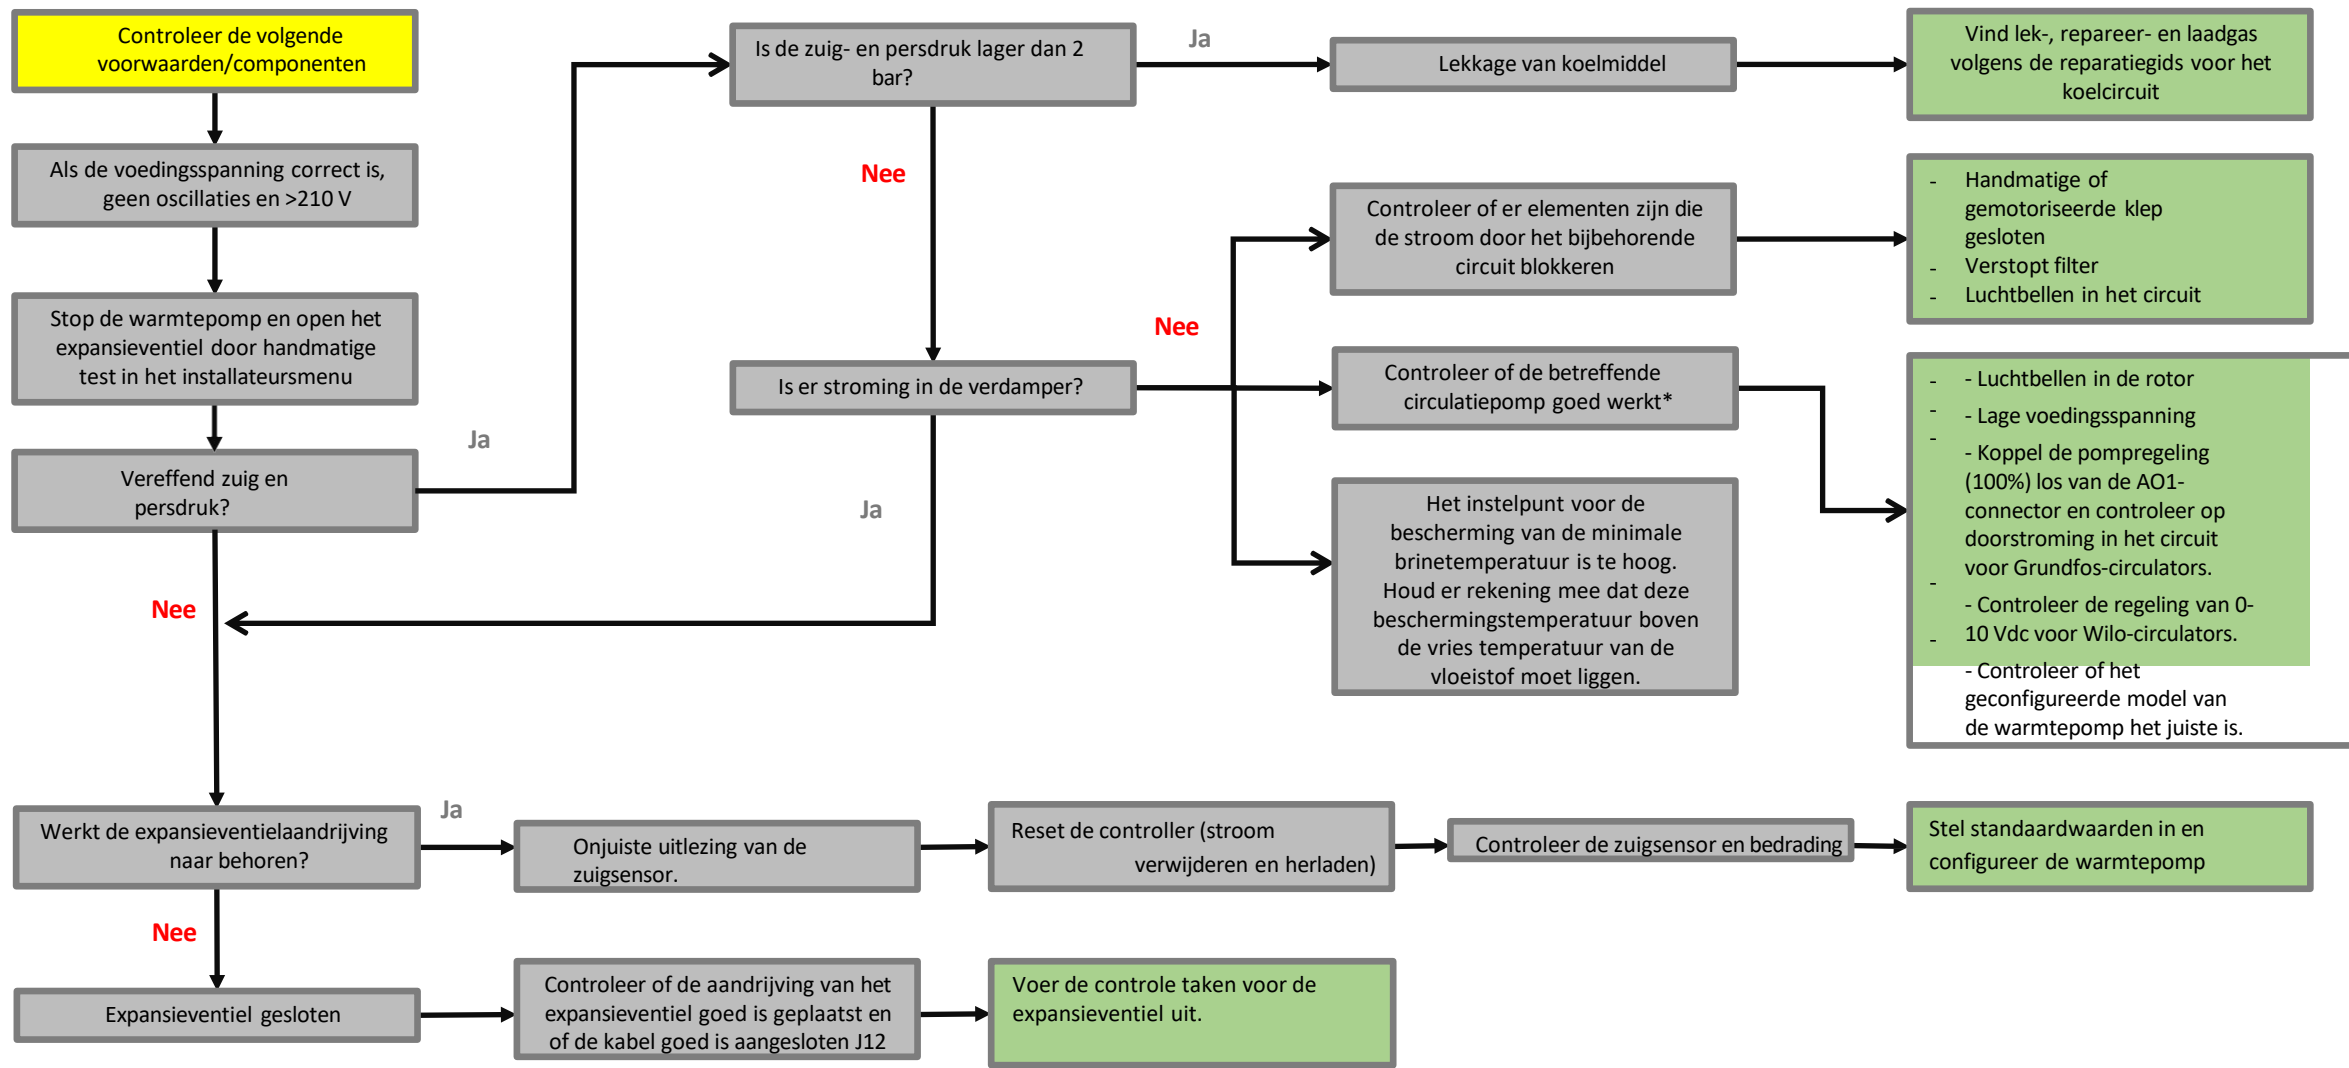 Controleer de volgende
voorwaarden/componenten
Als de voedingsspanning correct is,
geen oscillaties en >210 V
Stop de warmtepomp en open het
expansieventiel door handmatige
test in het installateursmenu
Vereffend zuig en
persdruk?
Ja
Nee
Is de zuig- en persdruk lager dan 2
bar?
Ja
Lekkage van koelmiddel
Vind lek-, repareer- en laadgas
volgens de reparatiegids voor het
koelcircuit
Nee
Is er stroming in de verdamper?
Nee
Ja
Controleer of er elementen zijn die
de stroom door het bijbehorende
circuit blokkeren
- Handmatige of
gemotoriseerde klep
gesloten
- Verstopt filter
- Luchtbellen in het circuit
Controleer of de betreffende
circulatiepomp goed werkt*
- - Luchtbellen in de rotor
- - Lage voedingsspanning
- - Koppel de pompregeling
(100%) los van de AO1-
connector en controleer op
doorstroming in het circuit
voor Grundfos-circulators.
- - Controleer de regeling van 0-
10 Vdc voor Wilo-circulators.
- - Controleer of het
geconfigureerde model van
de warmtepomp het juiste is.
Het instelpunt voor de
bescherming van de minimale
brinetemperatuur is te hoog.
Houd er rekening mee dat deze
beschermingstemperatuur boven
de vries temperatuur van de
vloeistof moet liggen.
Werkt de expansieventielaandrijving
naar behoren?
Ja
Onjuiste uitlezing van de
zuigsensor.
Reset de controller (stroom
verwijderen en herladen)
Controleer de zuigsensor en bedrading
Stel standaardwaarden in en
configureer de warmtepomp
Nee
Expansieventiel gesloten
Controleer of de aandrijving van het
expansieventiel goed is geplaatst en
of de kabel goed is aangesloten J12
Voer de controle taken voor de
expansieventiel uit.